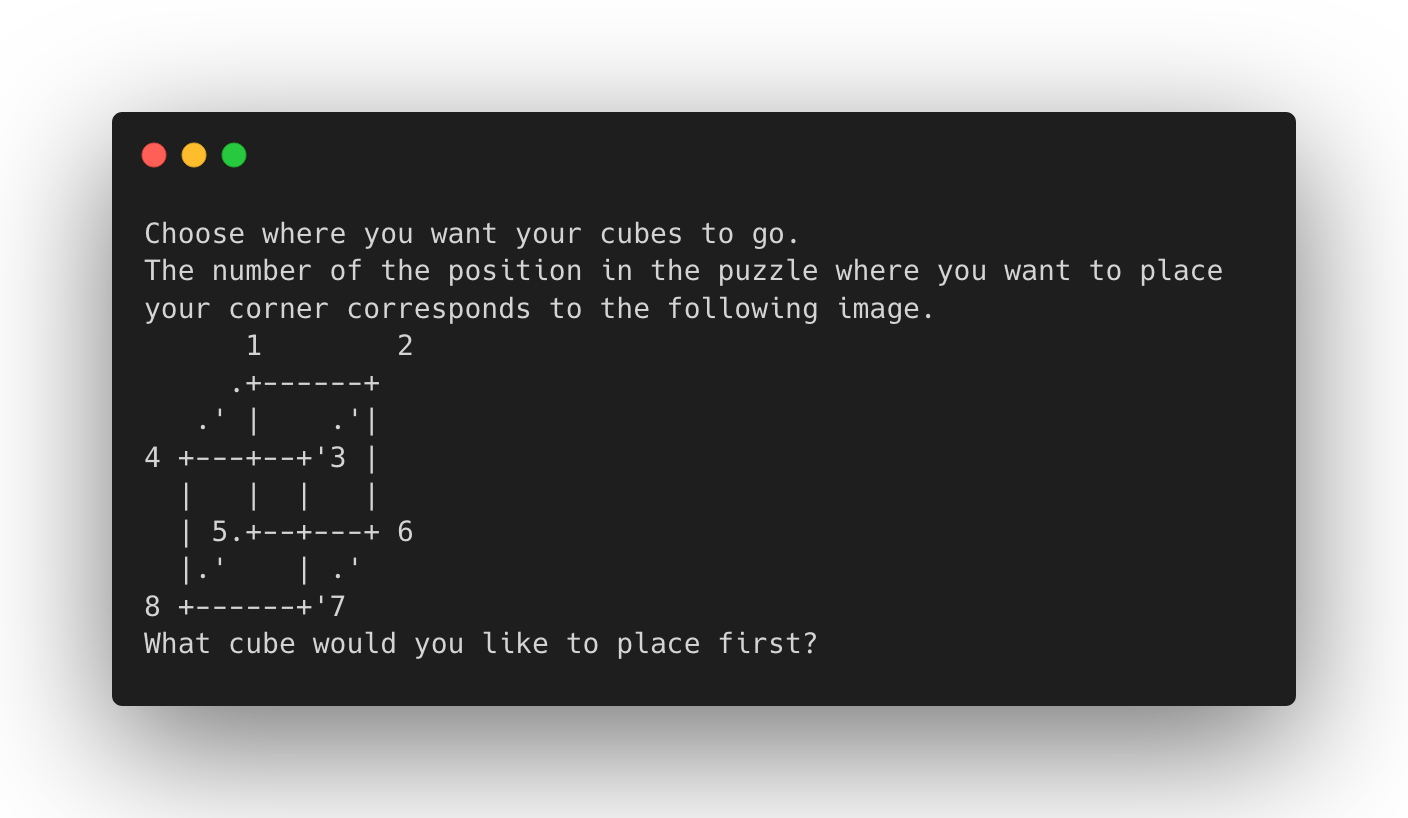 Choose where you want your cubes to go.
The number of the position in the puzzle where you want to place
your corner corresponds to the following image.
      1        2
     .+------+
   .' |    .'|
4 +---+--+'3 |
  |   |  |   |
  | 5.+--+---+ 6
  |.'    | .'
8 +------+'7
What cube would you like to place first?